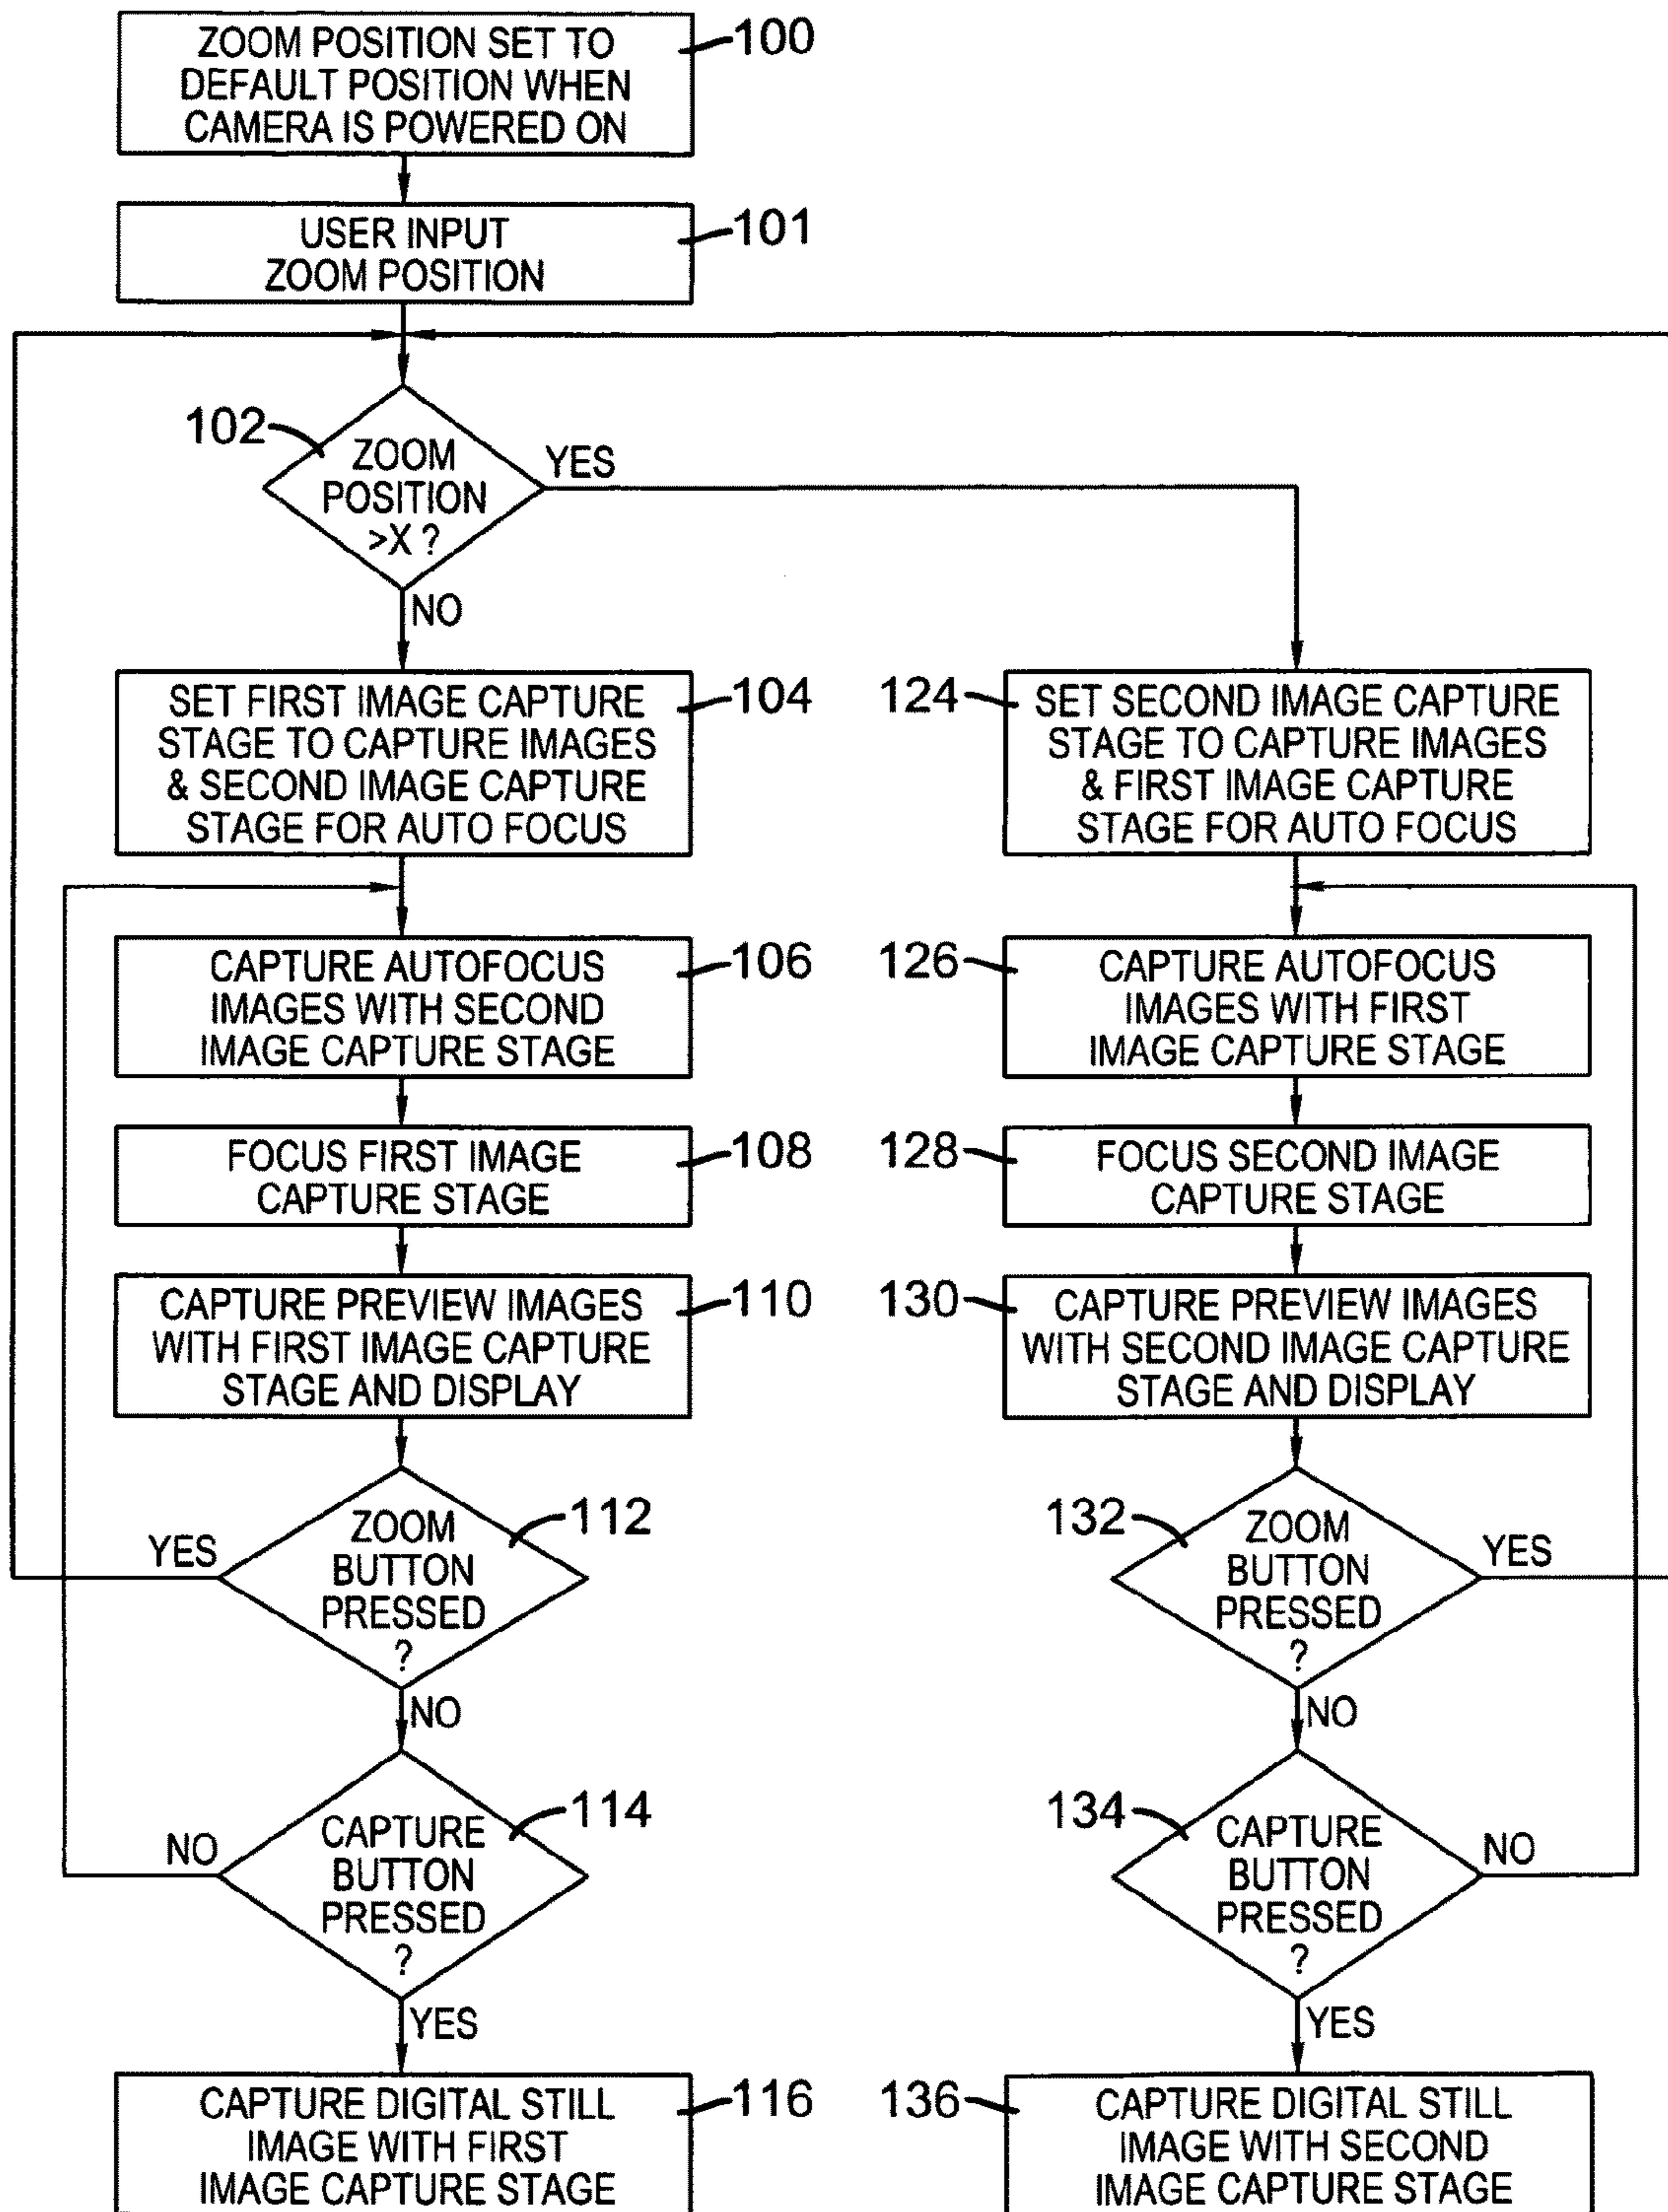 ZOOM POSITION SET TO
DEFAULT POSITION WHEN
CAMERA IS POWERED ON
100
USER INPUT
ZOOM POSITION
101
102
ZOOM
POSITION
>X ?
YES
NO
SET FIRST IMAGE CAPTURE
STAGE TO CAPTURE IMAGES
& SECOND IMAGE CAPTURE
STAGE FOR AUTO FOCUS
104
124
SET SECOND IMAGE CAPTURE
STAGE TO CAPTURE IMAGES
& FIRST IMAGE CAPTURE
STAGE FOR AUTO FOCUS
CAPTURE AUTOFOCUS
IMAGES WITH SECOND
IMAGE CAPTURE STAGE
106
126
CAPTURE AUTOFOCUS
IMAGES WITH FIRST
IMAGE CAPTURE STAGE
FOCUS FIRST IMAGE
CAPTURE STAGE
108
128
FOCUS SECOND IMAGE
CAPTURE STAGE
CAPTURE PREVIEW IMAGES
WITH FIRST IMAGE CAPTURE
STAGE AND DISPLAY
110
130
CAPTURE PREVIEW IMAGES
WITH SECOND IMAGE CAPTURE
STAGE AND DISPLAY
YES
ZOOM
BUTTON
PRESSED
?
112
NO
132
ZOOM
BUTTON
PRESSED
?
YES
NO
NO
CAPTURE
BUTTON
PRESSED
?
114
YES
134
CAPTURE
BUTTON
PRESSED
?
NO
YES
CAPTURE DIGITAL STILL
IMAGE WITH FIRST
IMAGE CAPTURE STAGE
116
136
CAPTURE DIGITAL STILL
IMAGE WITH SECOND
IMAGE CAPTURE STAGE